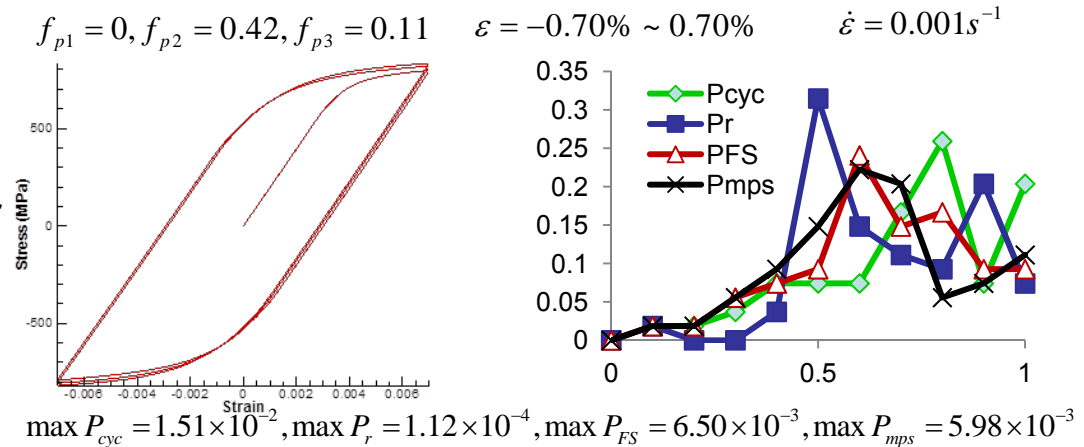 f_{p1} = 0, f_{p2} = 0.42, f_{p3} = 0.11 ε = −0.70% ~ 0.70% ε̇ = 0.001s^{−1}
500
0
-500
Stress (MPa)
-0.006 -0.004 -0.002 0 0.002 0.004 0.006
Strain
0.35
0.3
0.25
0.2
0.15
0.1
0.05
0
0 0.5 1
Pcyc
Pr
PFS
Pmps
max P_{cyc} = 1.51×10^{−2}, max P_r = 1.12×10^{−4}, max P_{FS} = 6.50×10^{−3}, max P_{mps} = 5.98×10^{−3}